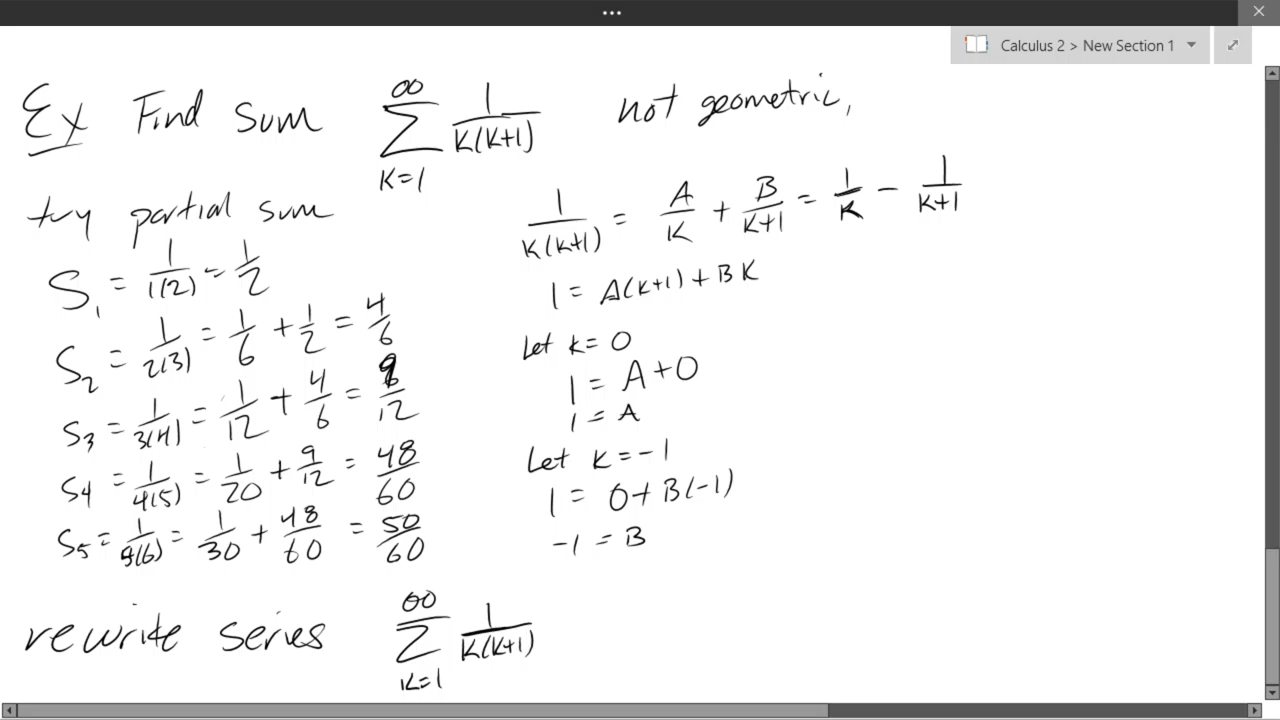 Calculus 2 > New Section 1
Ex Find sum ∞ Σ K=1 1/(K(K+1)) not geometric,
try partial sum
S₁ = 1/(1(2)) = 1/2
S₂ = 1/(2(3)) = 1/6 + 1/2 = 4/6
S₃ = 1/(3(4)) = 1/12 + 4/6 = 9/12
S₄ = 1/(4(5)) = 1/20 + 9/12 = 48/60
S₅ = 1/(5(6)) = 1/30 + 48/60 = 50/60
1/(K(K+1)) = A/K + B/(K+1) = 1/K - 1/(K+1)
1 = A(K+1) + BK
Let K = 0
1 = A + 0
1 = A
Let K = -1
1 = 0 + B(-1)
-1 = B
rewrite series ∞ Σ K=1 1/(K(K+1))